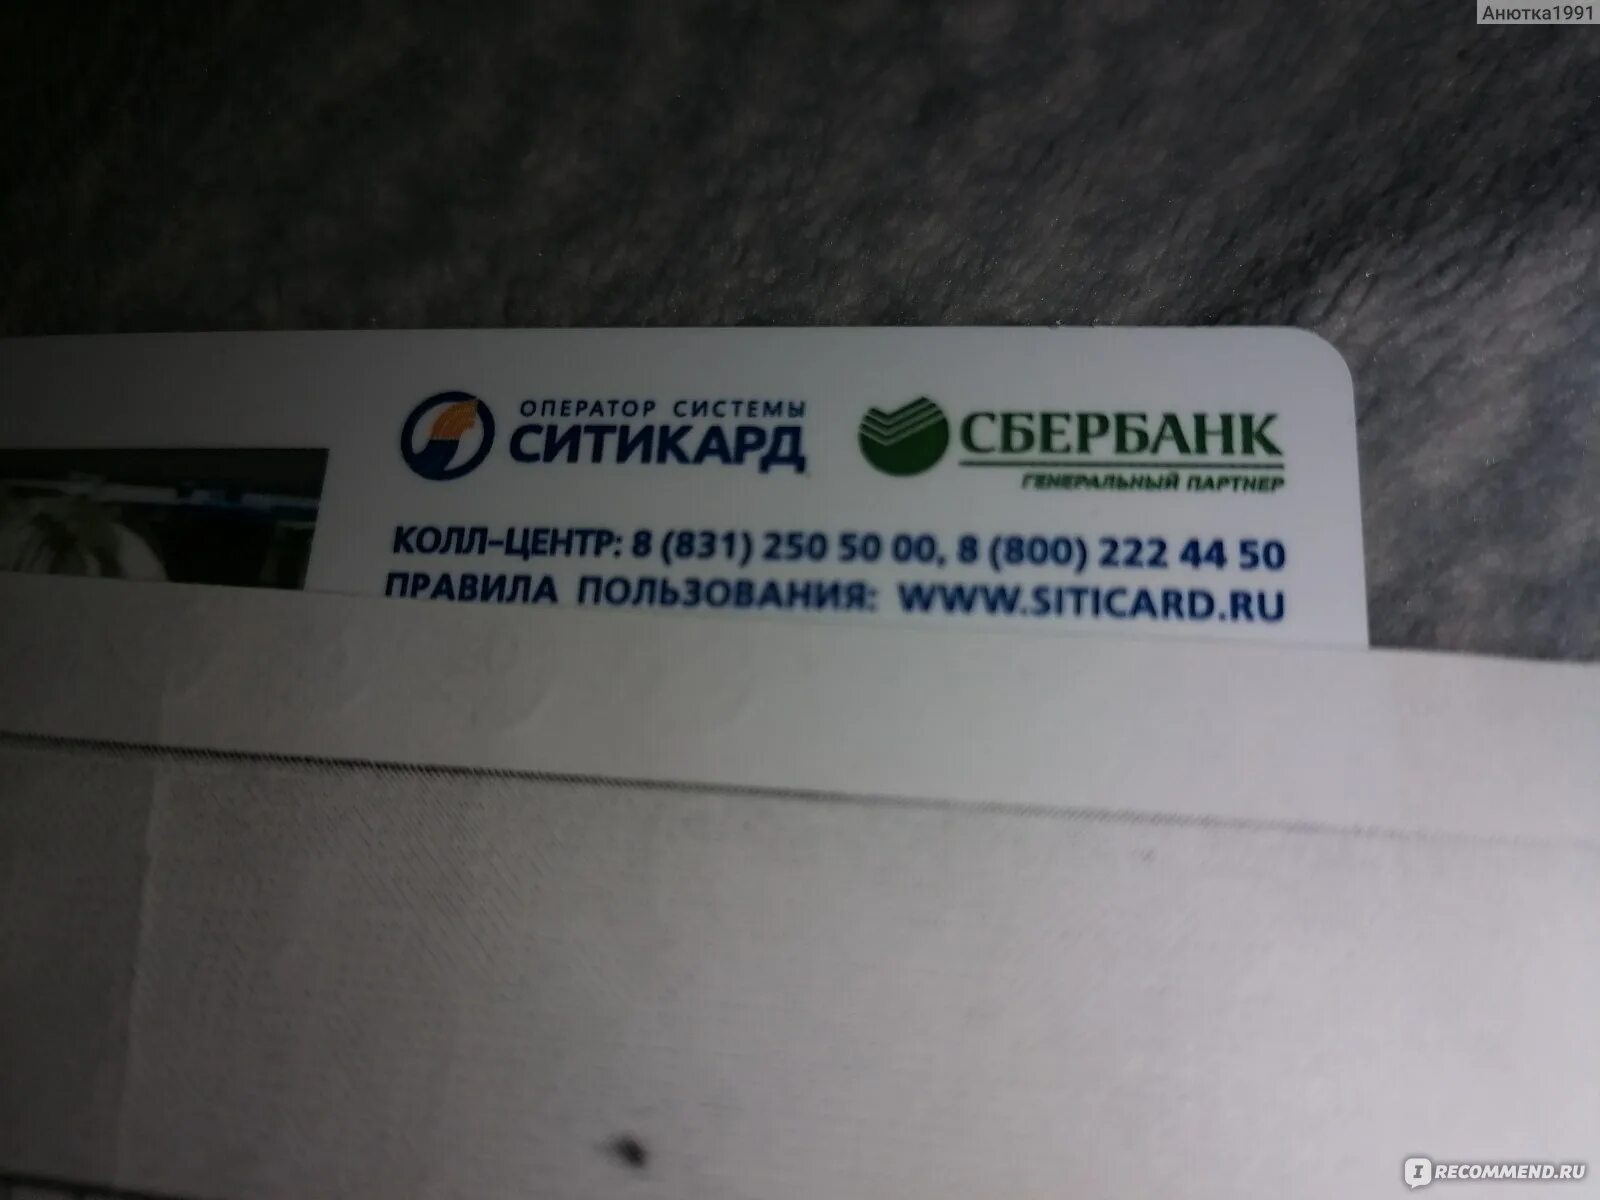 Анютка1991
ОПЕРАТОР СИСТЕМЫ
СИТИКАРД
СБЕРБАНК
ГЕНЕРАЛЬНЫЙ ПАРТНЕР
КОЛЛ-ЦЕНТР: 8 (831) 250 50 00, 8 (800) 222 44 50
ПРАВИЛА ПОЛЬЗОВАНИЯ: WWW.SITICARD.RU
IRECOMMEND.RU